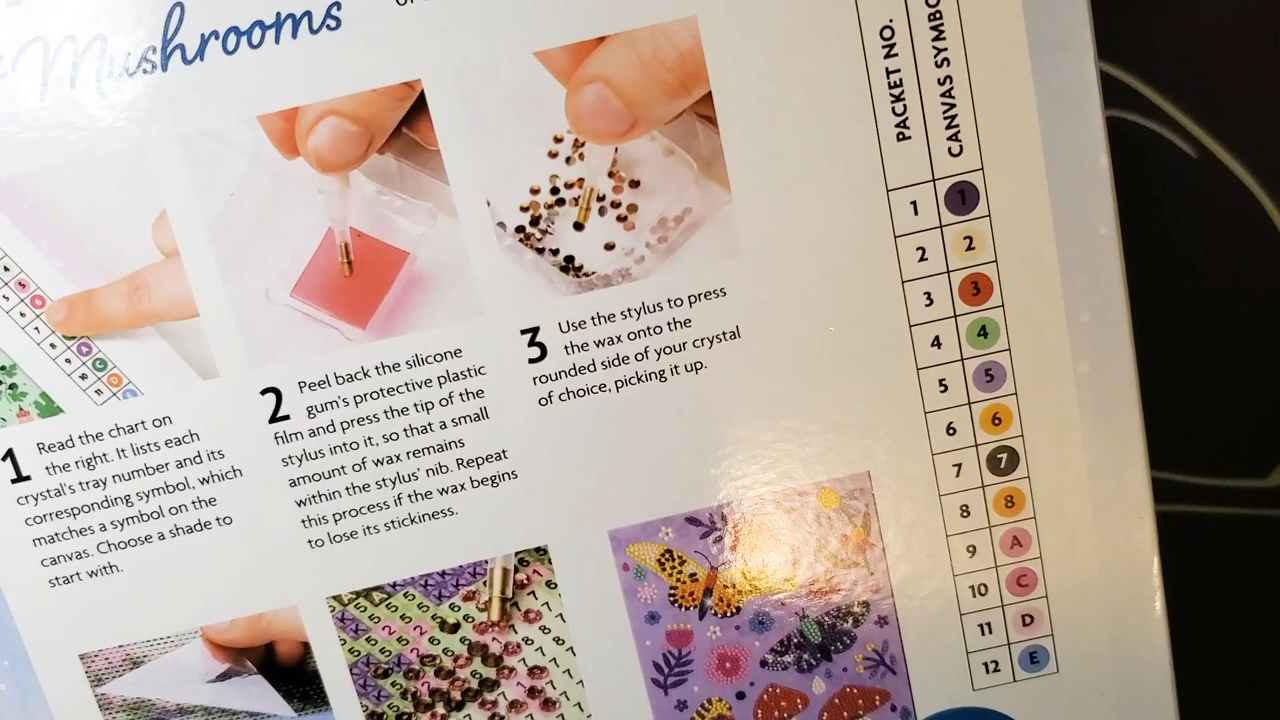 Mushrooms
1 Read the chart on
the right. It lists each
crystal's tray number and its
corresponding symbol, which
matches a symbol on the
canvas. Choose a shade to
start with.
2 Peel back the silicone
gum's protective plastic
film and press the tip of the
stylus into it, so that a small
amount of wax remains
within the stylus' nib. Repeat
this process if the wax begins
to lose its stickiness.
3 Use the stylus to press
the wax onto the
rounded side of your crystal
of choice, picking it up.
PACKET NO. CANVAS
1 1
2 2
3 3
4 4
5 5
6 6
7 7
8 8
9 A
10 C
11 D
12 E